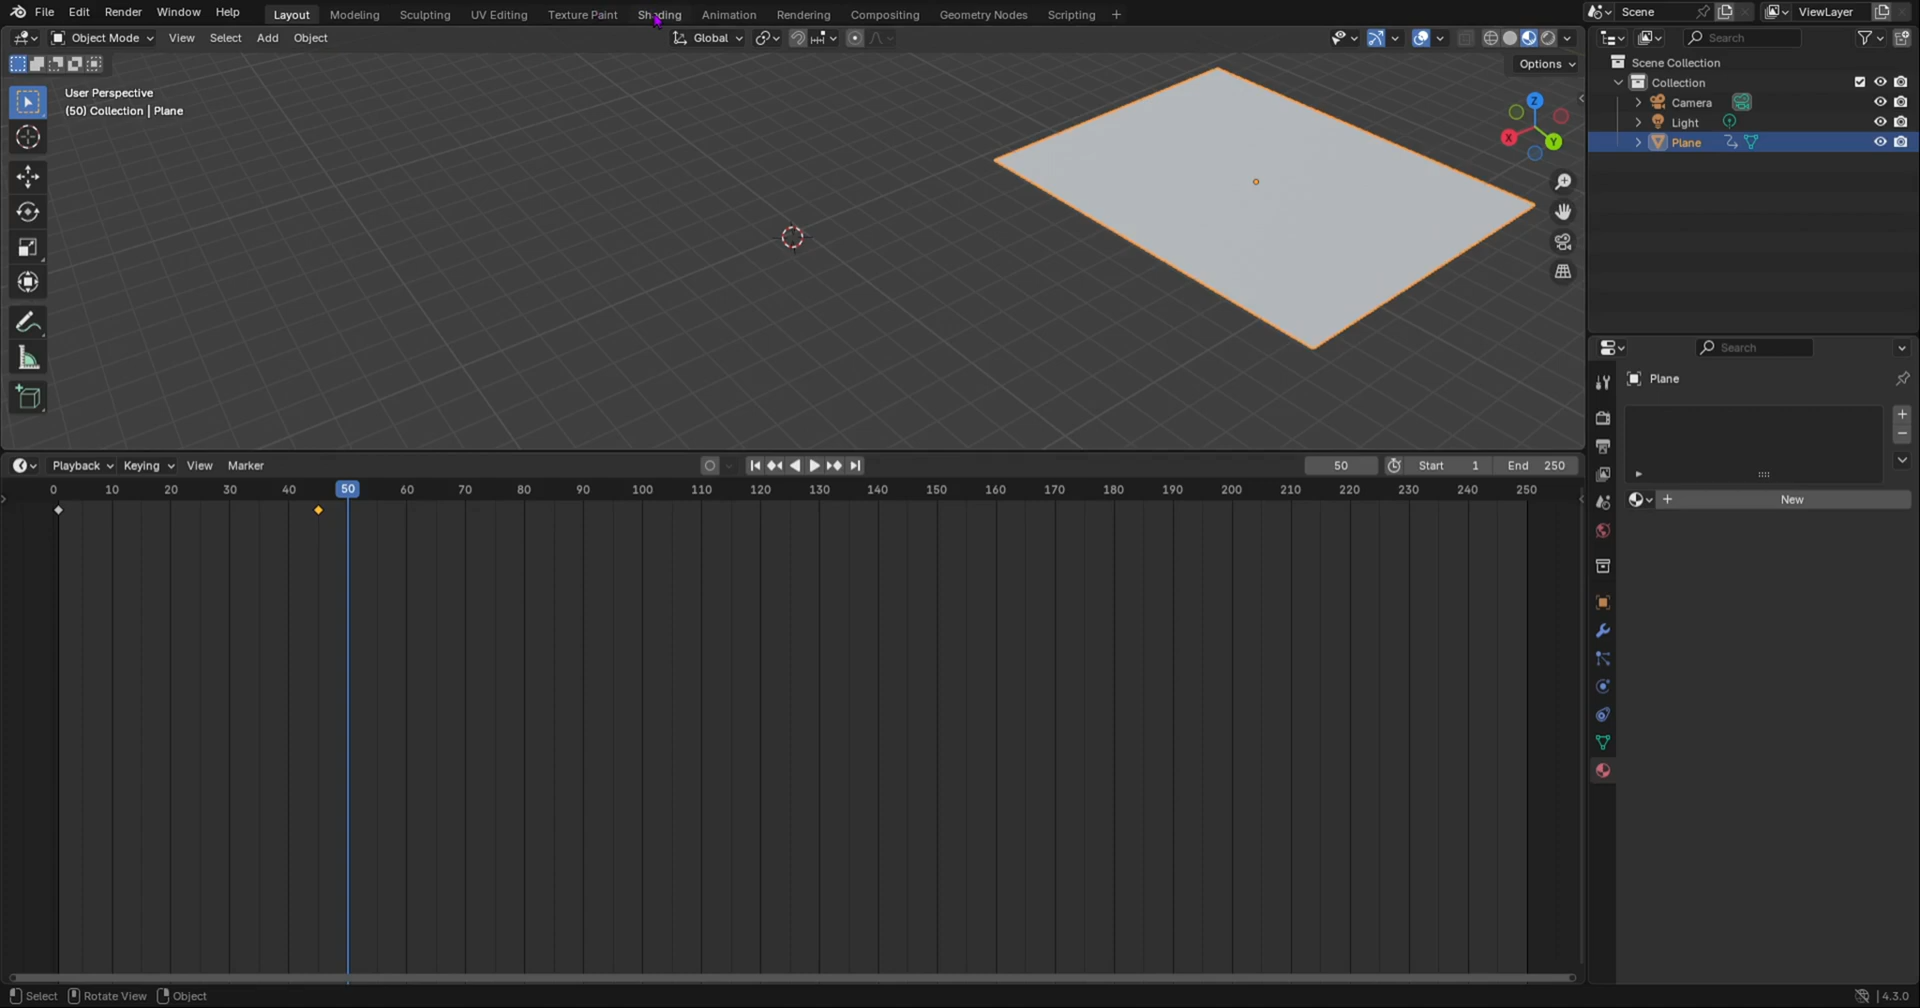 File Edit Render Window Help Layout Modeling Sculpting UV Editing Texture Paint Shading Animation Rendering Compositing Geometry Nodes Scripting + Scene ViewLayer
Object Mode View Select Add Object Global Search
Options
User Perspective
(50) Collection | Plane
Z
X
Y
Scene Collection
Collection
Camera
Light
Plane
Search
Plane
New
Playback Keying View Marker 50 Start 1 End 250
0 10 20 30 40 50 60 70 80 90 100 110 120 130 140 150 160 170 180 190 200 210 220 230 240 250
Select Rotate View Object 4.3.0